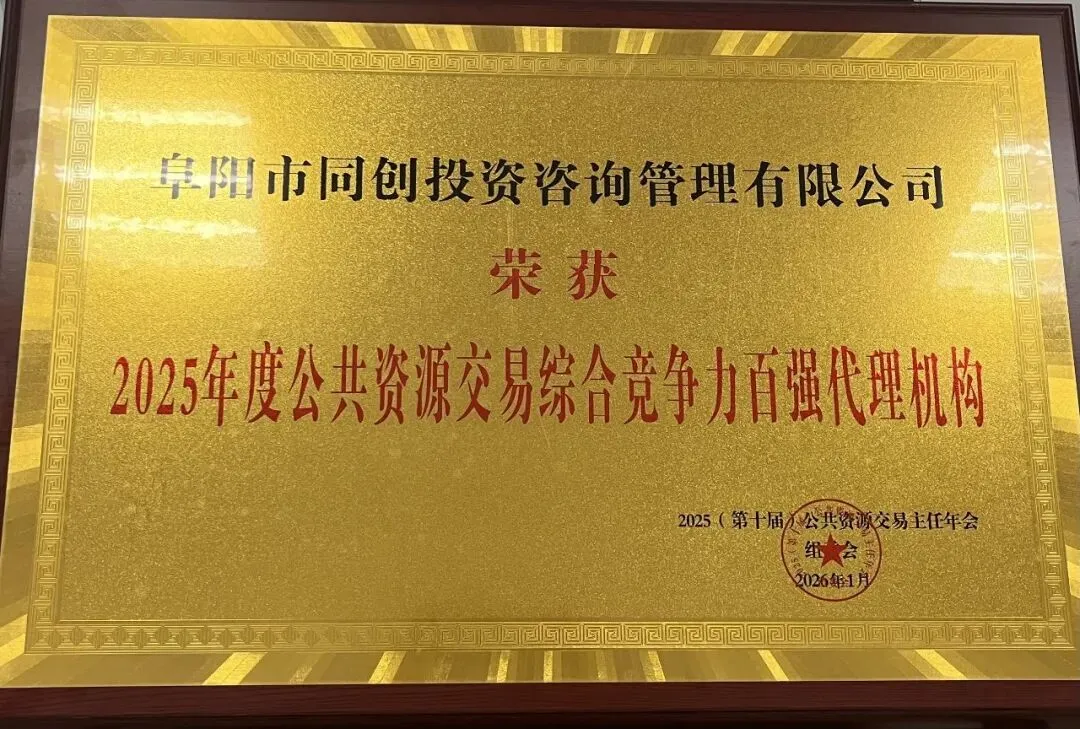 阜阳市同创投资咨询管理有限公司
荣获
2025年度公共资源交易综合竞争力百强代理机构
2025（第十届）公共资源交易主任年会
组委会
2026年1月